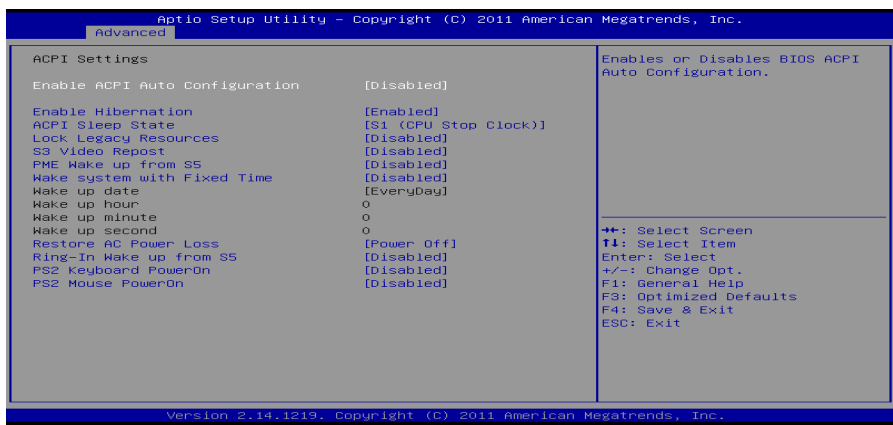 Aptio Setup Utility – Copyright (C) 2011 American Megatrends, Inc.
Advanced
ACPI Settings
Enable ACPI Auto Configuration [Disabled]
Enable Hibernation [Enabled]
ACPI Sleep State [S1 (CPU Stop Clock)]
Lock Legacy Resources [Disabled]
S3 Video Repost [Disabled]
PME Wake up from S5 [Disabled]
Wake system with Fixed Time [Disabled]
Wake up date [EveryDay]
Wake up hour 0
Wake up minute 0
Wake up second 0
Restore AC Power Loss [Power Off]
Ring-In Wake up from S5 [Disabled]
PS2 Keyboard PowerOn [Disabled]
PS2 Mouse PowerOn [Disabled]
Enables or Disables BIOS ACPI
Auto Configuration.
→←: Select Screen
↑↓: Select Item
Enter: Select
+/-: Change Opt.
F1: General Help
F3: Optimized Defaults
F4: Save & Exit
ESC: Exit
Version 2.14.1219. Copyright (C) 2011 American Megatrends, Inc.